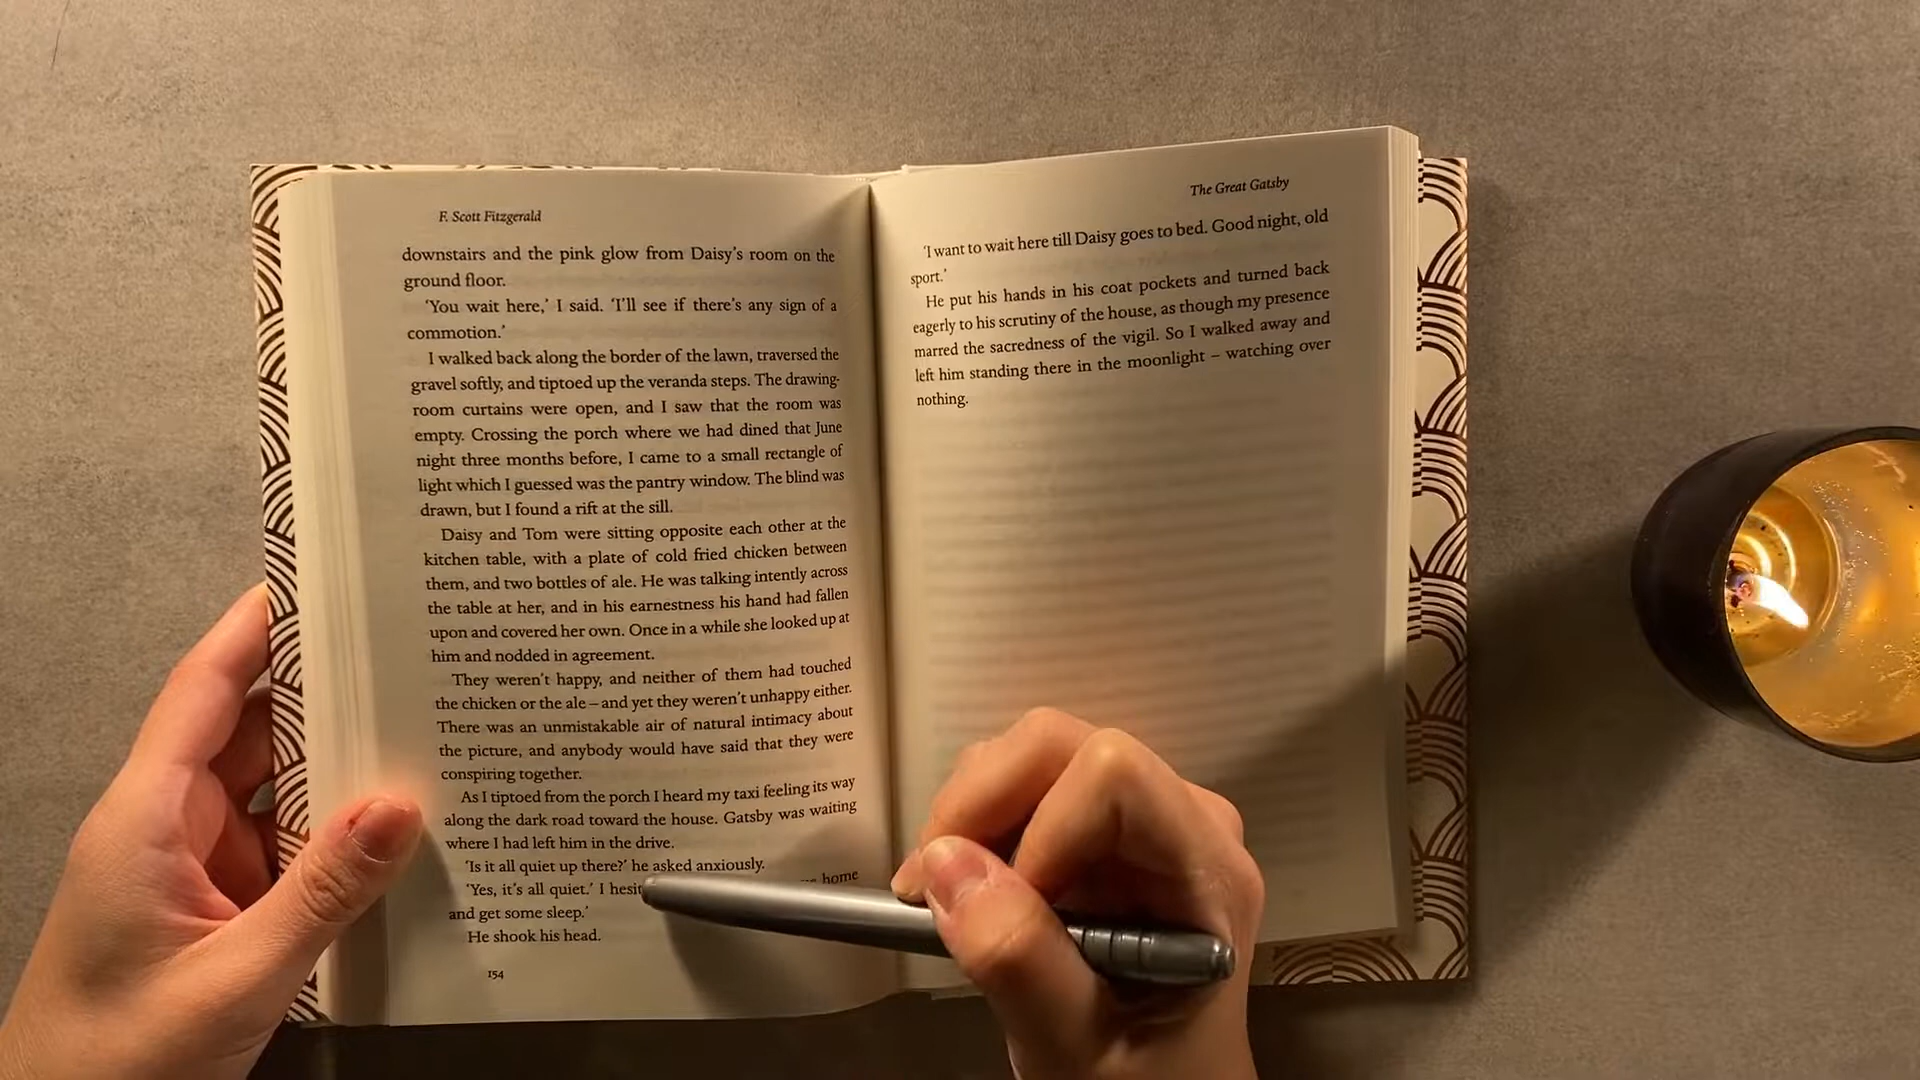 F. Scott Fitzgerald
downstairs and the pink glow from Daisy's room on the
ground floor.
'You wait here,' I said. 'I'll see if there's any sign of a
commotion.'
I walked back along the border of the lawn, traversed the
gravel softly, and tiptoed up the veranda steps. The drawing-
room curtains were open, and I saw that the room was
empty. Crossing the porch where we had dined that June
night three months before, I came to a small rectangle of
light which I guessed was the pantry window. The blind was
drawn, but I found a rift at the sill.
Daisy and Tom were sitting opposite each other at the
kitchen table, with a plate of cold fried chicken between
them, and two bottles of ale. He was talking intently across
the table at her, and in his earnestness his hand had fallen
upon and covered her own. Once in a while she looked up at
him and nodded in agreement.
They weren't happy, and neither of them had touched
the chicken or the ale – and yet they weren't unhappy either.
There was an unmistakable air of natural intimacy about
the picture, and anybody would have said that they were
conspiring together.
As I tiptoed from the porch I heard my taxi feeling its way
along the dark road toward the house. Gatsby was waiting
where I had left him in the drive.
'Is it all quiet up there?' he asked anxiously.
'Yes, it's all quiet.' I home
and get some sleep.'
He shook his head.
154
The Great Gatsby
'I want to wait here till Daisy goes to bed. Good night, old
sport.'
He put his hands in his coat pockets and turned back
eagerly to his scrutiny of the house, as though my presence
marred the sacredness of the vigil. So I walked away and
left him standing there in the moonlight – watching over
nothing.